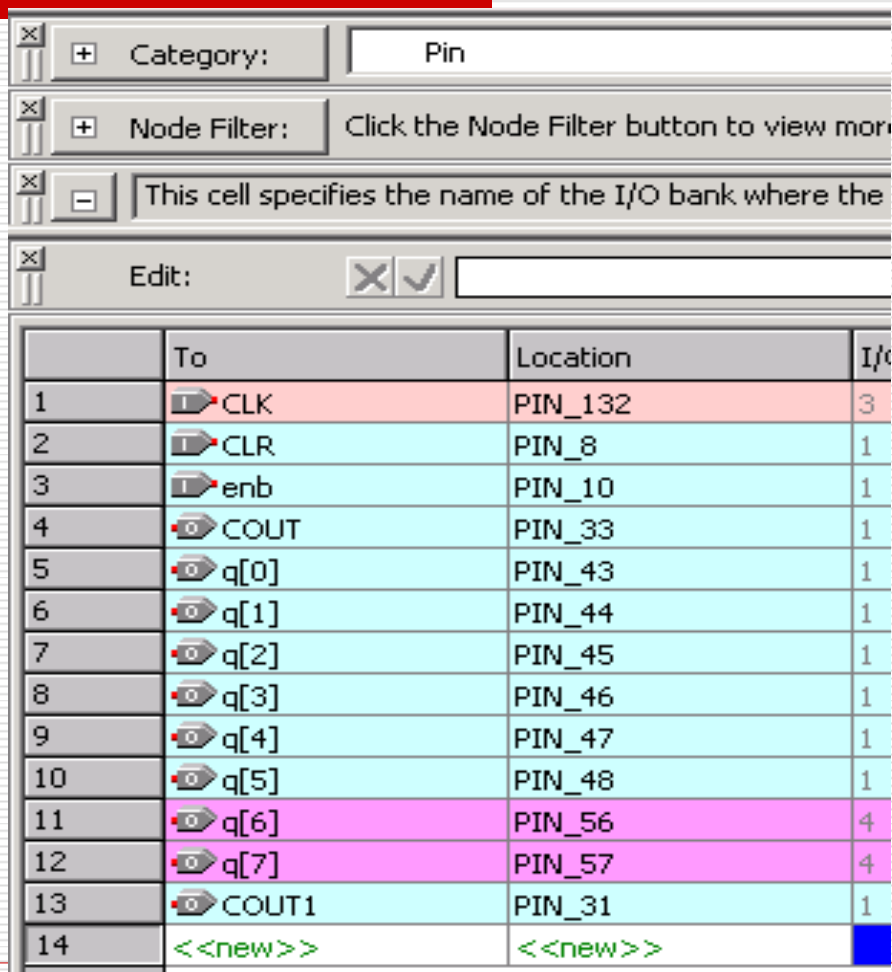 Category: Pin
Node Filter: Click the Node Filter button to view more
This cell specifies the name of the I/O bank where the
Edit:
To Location I/O
1 CLK PIN_132 3
2 CLR PIN_8 1
3 enb PIN_10 1
4 COUT PIN_33 1
5 q[0] PIN_43 1
6 q[1] PIN_44 1
7 q[2] PIN_45 1
8 q[3] PIN_46 1
9 q[4] PIN_47 1
10 q[5] PIN_48 1
11 q[6] PIN_56 4
12 q[7] PIN_57 4
13 COUT1 PIN_31 1
14 <<new>> <<new>>